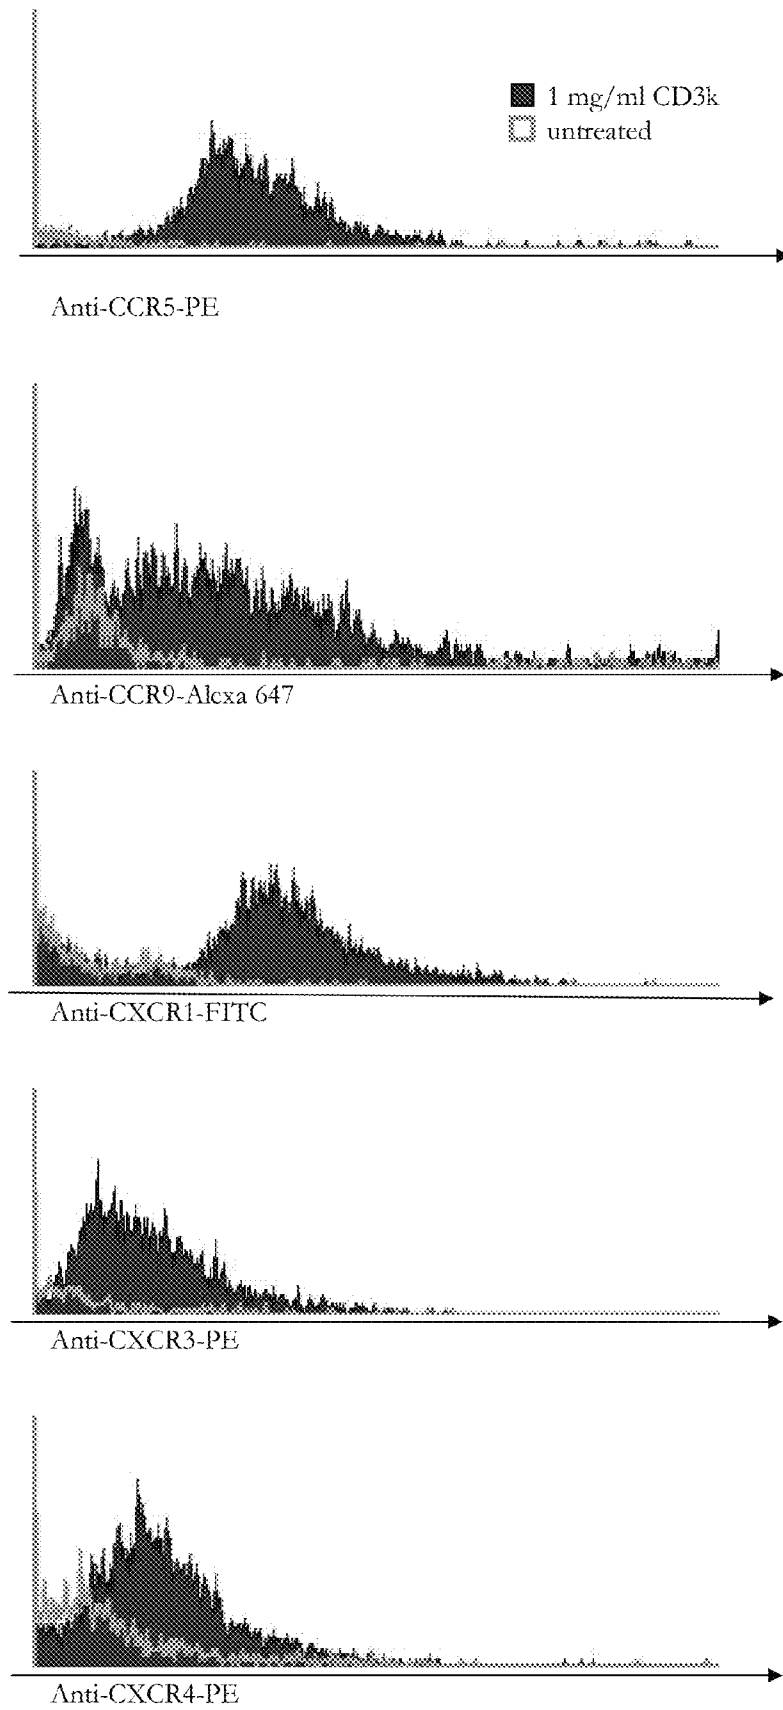 1 mg/ml CD3k
untreated
Anti-CCR5-PE
Anti-CCR9-Alexa 647
Anti-CXCR1-FITC
Anti-CXCR3-PE
Anti-CXCR4-PE